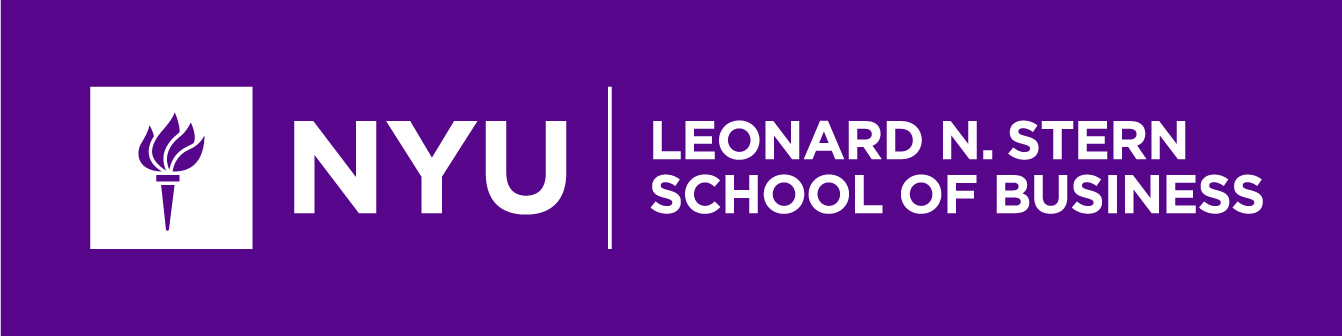 NYU
LEONARD N. STERN
SCHOOL OF BUSINESS